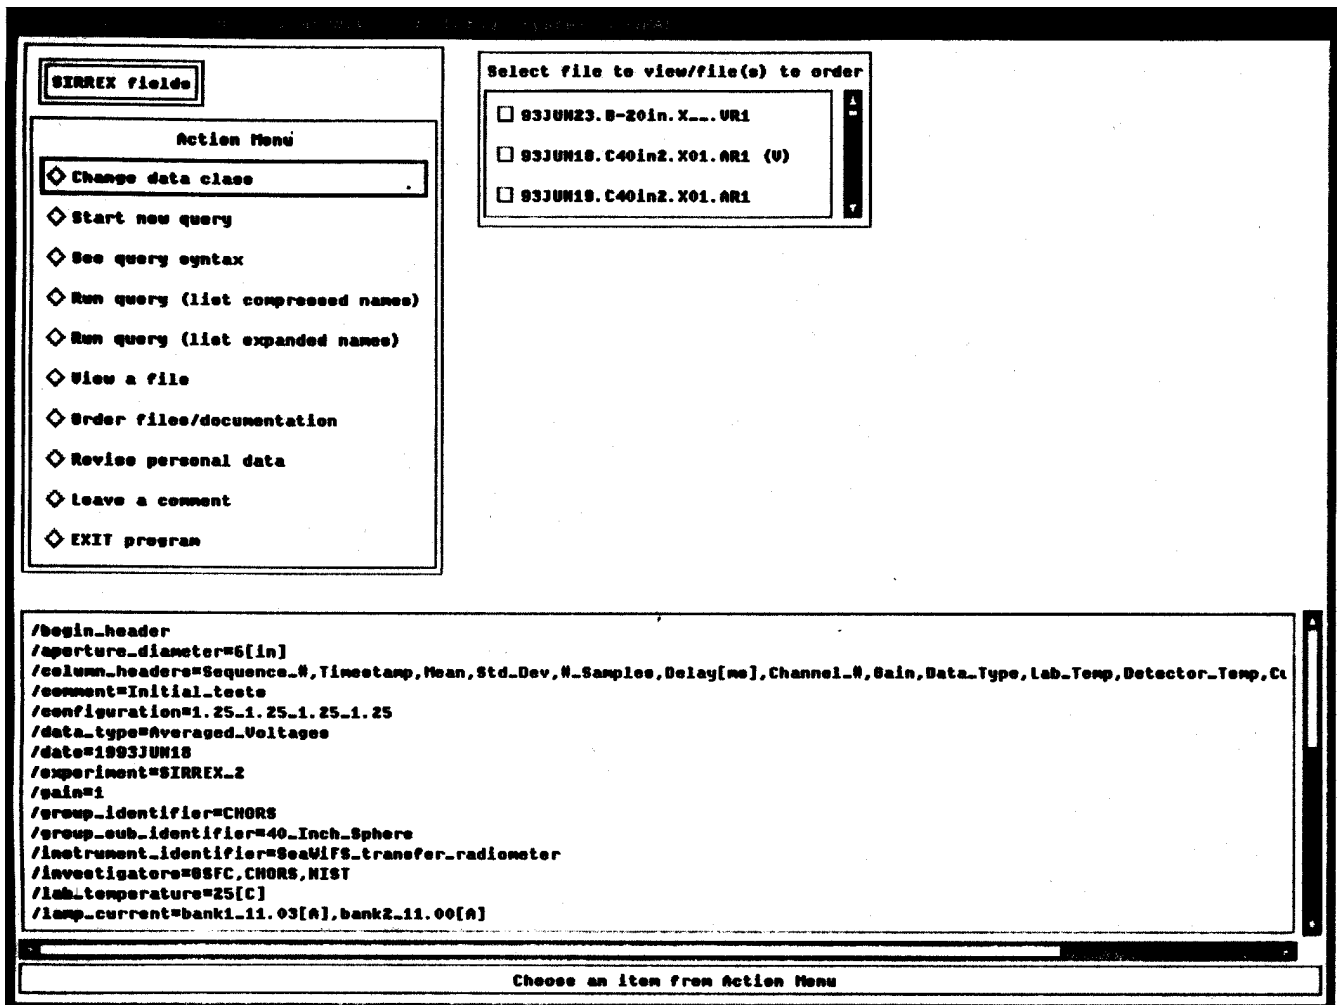 SIRREX fields
Action Menu
Change data class
Start new query
See query syntax
Run query (list compressed names)
Run query (list expanded names)
View a file
Order files/documentation
Revise personal data
Leave a comment
EXIT program
Select file to view/file(s) to order
93JUN23.B-20in.X__.VR1
93JUN18.C40in2.X01.AR1 (V)
93JUN19.C40in2.X01.AR1
/begin_header
/aperture_diameter=6[in]
/column_headers=Sequence_#,Timestamp,Mean,Std_Dev,#_Samples,Delay[ms],Channel_#,Gain,Data_Type,Lab_Temp,Detector_Temp,Cu
/comment=Initial_tests
/configuration=1.25_1.25_1.25_1.25
/data_type=Averaged_Voltages
/date=1993JUN18
/experiment=SIRREX_2
/gain=1
/group_identifier=CHORS
/group_sub_identifier=40_Inch_Sphere
/instrument_identifier=SeaWiFS_transfer_radiometer
/investigators=GSFC,CHORS,NIST
/lab_temperature=25[C]
/lamp_current=bank1_11.03[A],bank2_11.00[A]
Choose an item from Action Menu